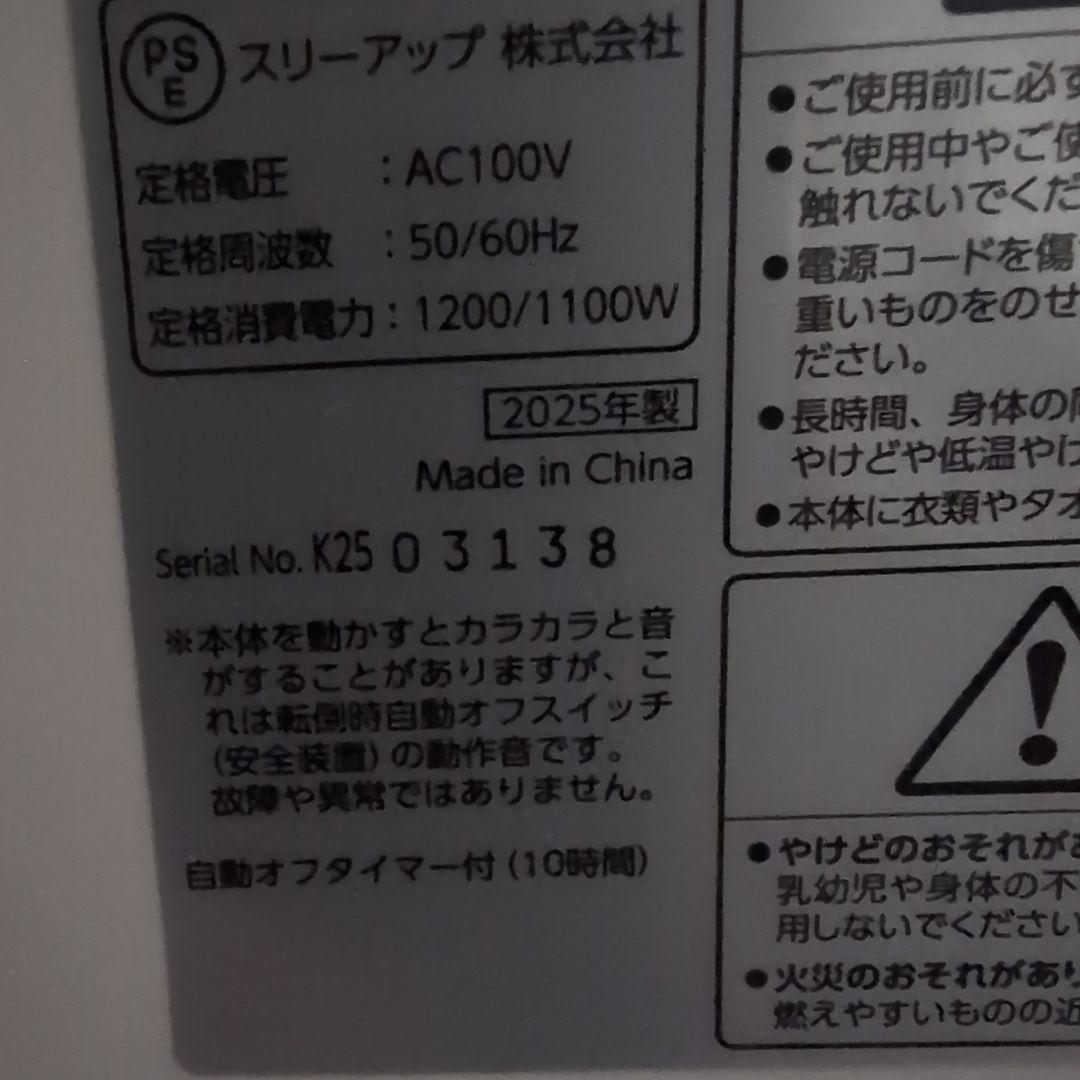 PSE スリーアップ 株式会社
定格電圧 : AC100V
定格周波数 : 50/60Hz
定格消費電力 : 1200/1100W
2025年製
Made in China
Serial No. K25 0 3 1 3 8
※本体を動かすとカラカラと音
がすることがありますが、こ
れは転倒時自動オフスイッチ
(安全装置)の動作音です。
故障や異常ではありません。
自動オフタイマー付(10時間)
●ご使用前に必ず
●ご使用中やご使
触れないでくだ
●電源コードを傷
重いものをのせ
ださい。
●長時間、身体の同
やけどや低温やけ
●本体に衣類やタオ
●やけどのおそれがあ
乳幼児や身体の不
用しないでください
●火災のおそれがあり
燃えやすいものの近